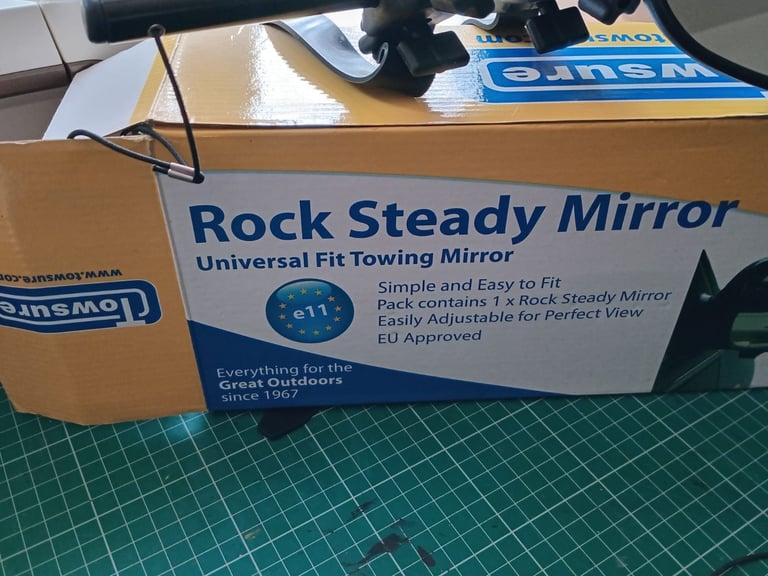 towsure.com
Towsure
Rock Steady Mirror
Universal Fit Towing Mirror
e11
Simple and Easy to Fit
Pack contains 1 x Rock Steady Mirror
Easily Adjustable for Perfect View
EU Approved
www.towsure.co
Towsure
Everything for the
Great Outdoors
since 1967